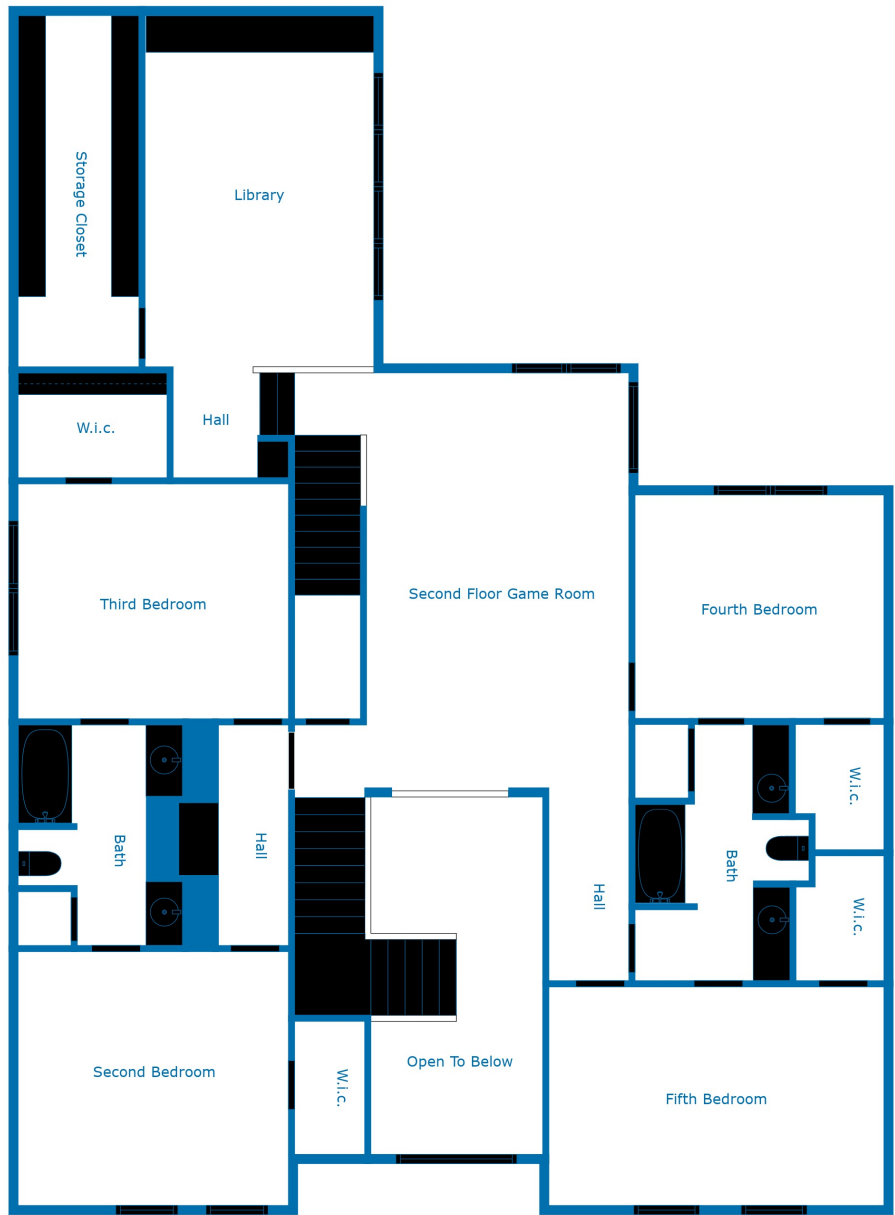 Storage Closet
Library
W.i.c.
Hall
Third Bedroom
Second Floor Game Room
Fourth Bedroom
Bath
Hall
Hall
Bath
W.i.c.
W.i.c.
Second Bedroom
W.i.c.
Open To Below
Fifth Bedroom